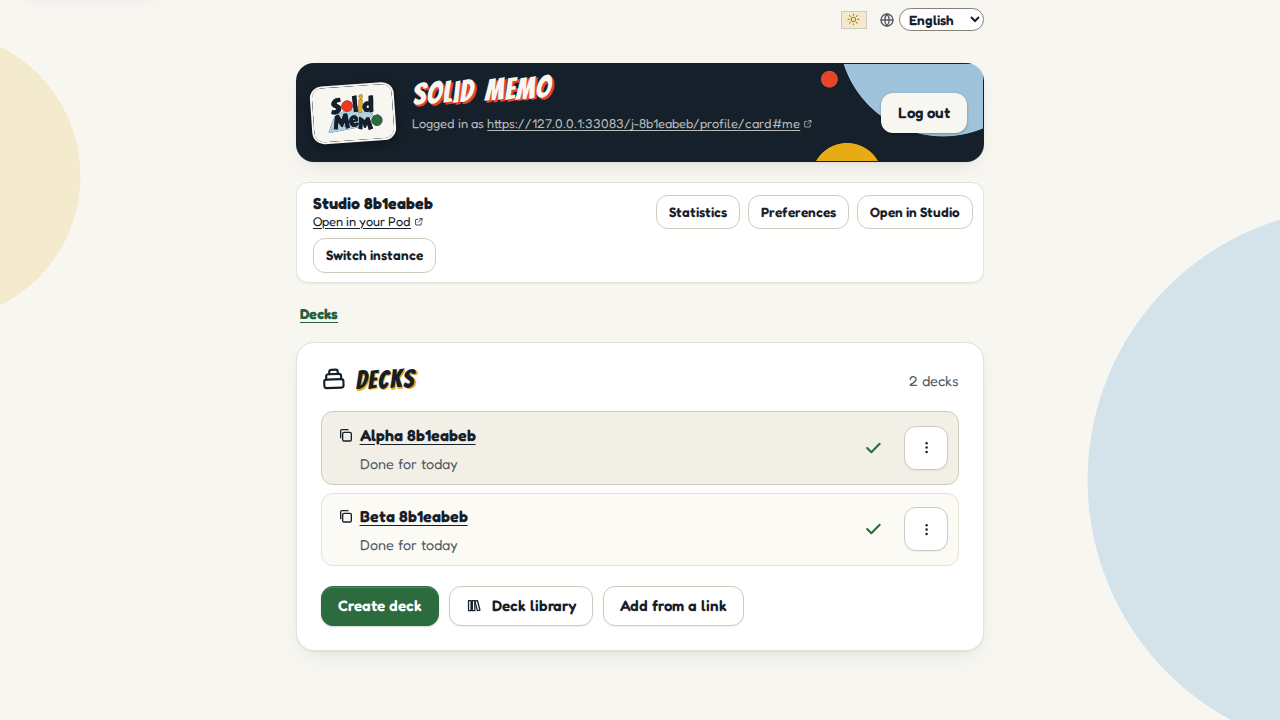 English
Solid
Memo
SOLID MEMO
Logged in as https://127.0.0.1:33083/j-8b1eabeb/profile/card#me
Log out
Studio 8b1eabeb
Open in your Pod
Statistics
Preferences
Open in Studio
Switch instance
Decks
DECKS
2 decks
Alpha 8b1eabeb
Done for today
Beta 8b1eabeb
Done for today
Create deck
Deck library
Add from a link